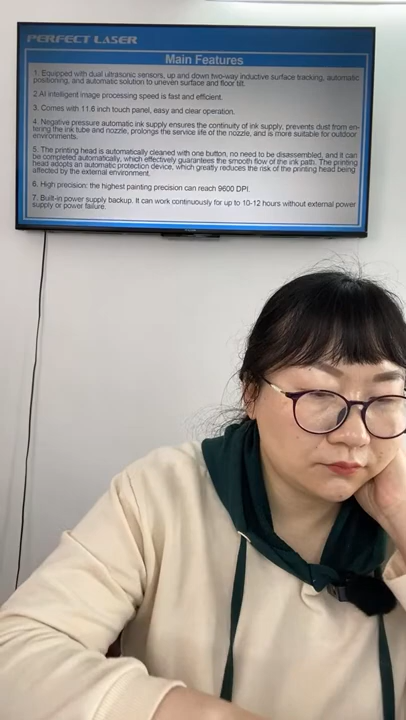 PERFECT LASER
Main Features
1. Equipped with dual ultrasonic sensors, up and down two-way inductive surface tracking, automatic
positioning, and automatic solution to uneven surface and floor tilt.
2.AI intelligent image processing speed is fast and efficient.
3. Comes with 11.6 inch touch panel, easy and clear operation.
4. Negative pressure automatic ink supply ensures the continuity of ink supply, prevents dust from en-
tering the ink tube and nozzle, prolongs the service life of the nozzle, and is more suitable for outdoor
environments.
5. The printing head is automatically cleaned with one button, no need to be disassembled, and it can
be completed automatically, which effectively guarantees the smooth flow of the ink path. The printing
head adopts an automatic protection device, which greatly reduces the risk of the printing head being
affected by the external environment.
6. High precision: the highest painting precision can reach 9600 DPI.
7. Built-in power supply backup. It can work continuously for up to 10-12 hours without external power
supply or power failure.